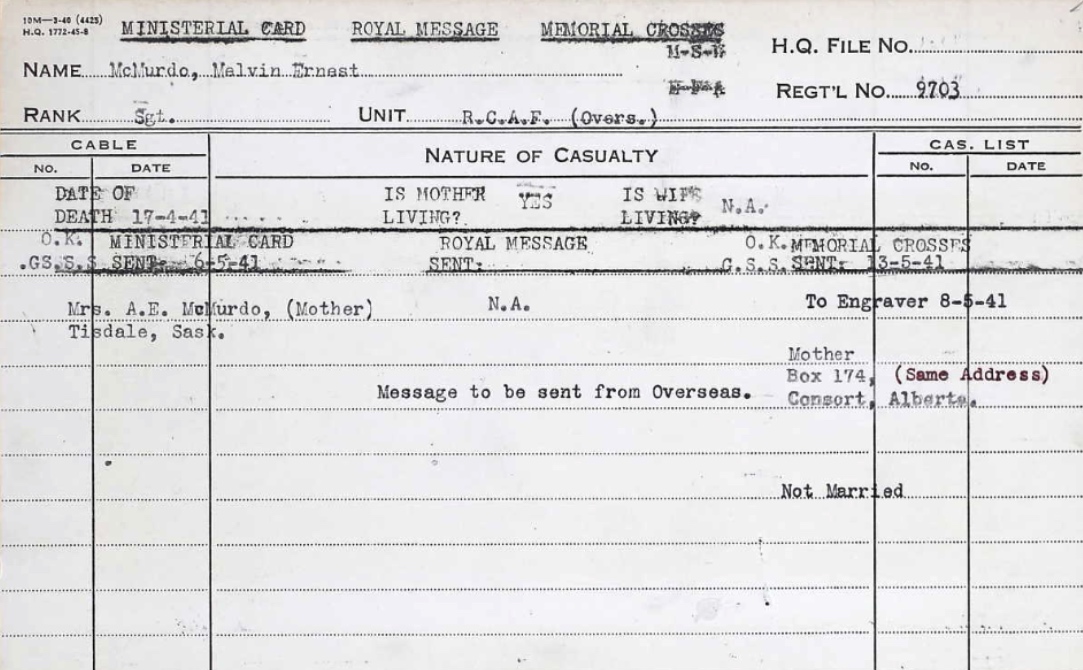 10M—3-40 (4425)
H.Q. 1772-45-8
MINISTERIAL CARD ROYAL MESSAGE MEMORIAL CROSSES
H.Q. FILE NO.
NAME McMurdo, Melvin Ernest
REGT'L NO. 9703
RANK Sgt. UNIT R.C.A.F. (Overs.)
CABLE NATURE OF CASUALTY CAS. LIST
NO. DATE NO. DATE
DATE OF IS MOTHER YES IS WIFE N.A.
DEATH 17-4-41 LIVING? LIVING?
O.K. MINISTERIAL CARD ROYAL MESSAGE O.K. MEMORIAL CROSSES
.GS.S.S SENT: 6-5-41 SENT: G.S.S. SENT: 13-5-41
Mrs. A.E. McMurdo, (Mother) N.A. To Engraver 8-5-41
Tisdale, Sask.
Mother
Box 174, (Same Address)
Message to be sent from Overseas. Consort, Alberta.
Not Married